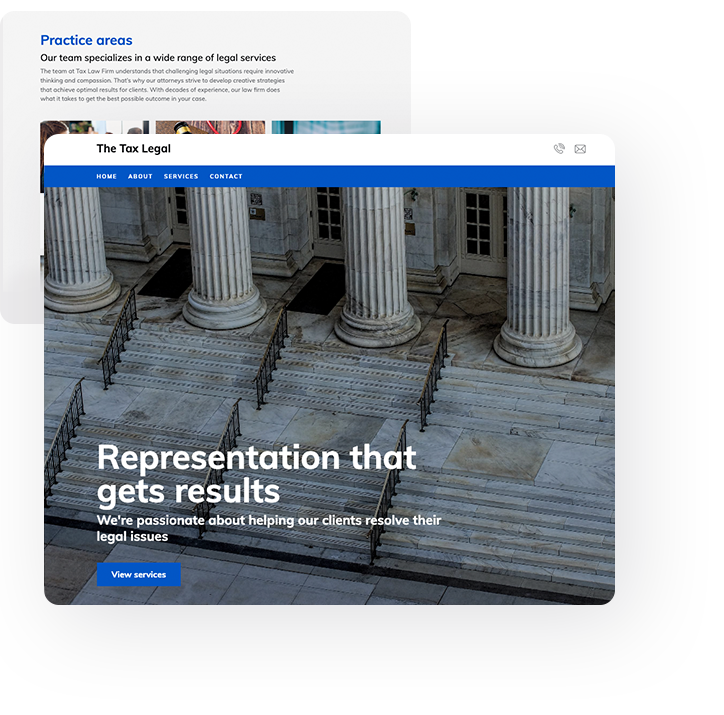 Practice areas
Our team specializes in a wide range of legal services
The team at Tax Law Firm understands that challenging legal situations require innovative
thinking and compassion. That's why our attorneys strive to develop creative strategies
that achieve optimal results for clients. With decades of experience, our law firm does
what it takes to get the best possible outcome in your case.
The Tax Legal
HOME ABOUT SERVICES CONTACT
Representation that
gets results
We're passionate about helping our clients resolve their
legal issues
View services